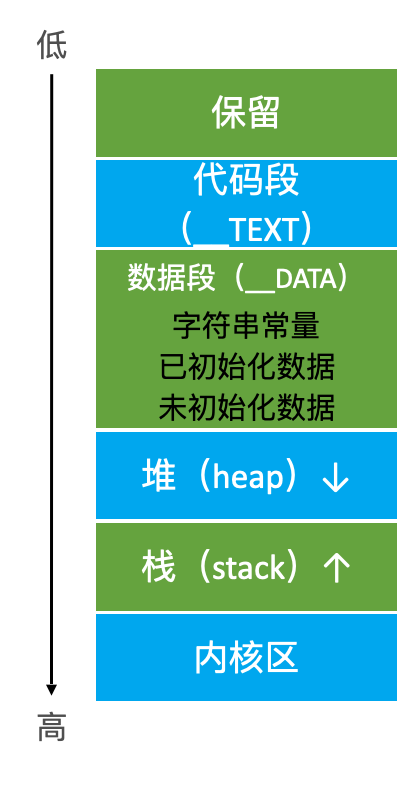 低
保留
代码段
（__TEXT）
数据段（__DATA）
字符串常量
已初始化数据
未初始化数据
堆（heap）↓
栈（stack）↑
内核区
高